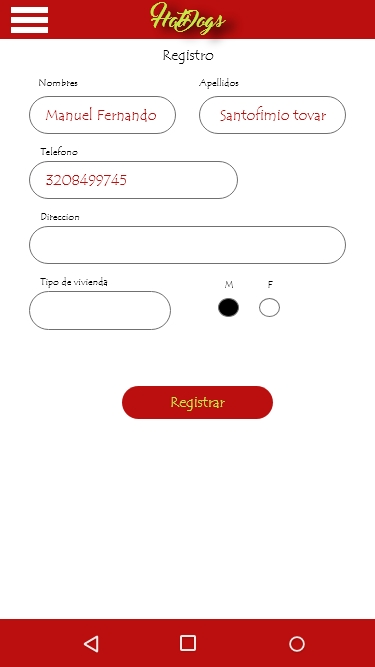 HotDogs
Registro
Nombres Apellidos
Manuel Fernando Santofimio tovar
Telefono
3208499745
Direccion
Tipo de vivienda M F
Registrar